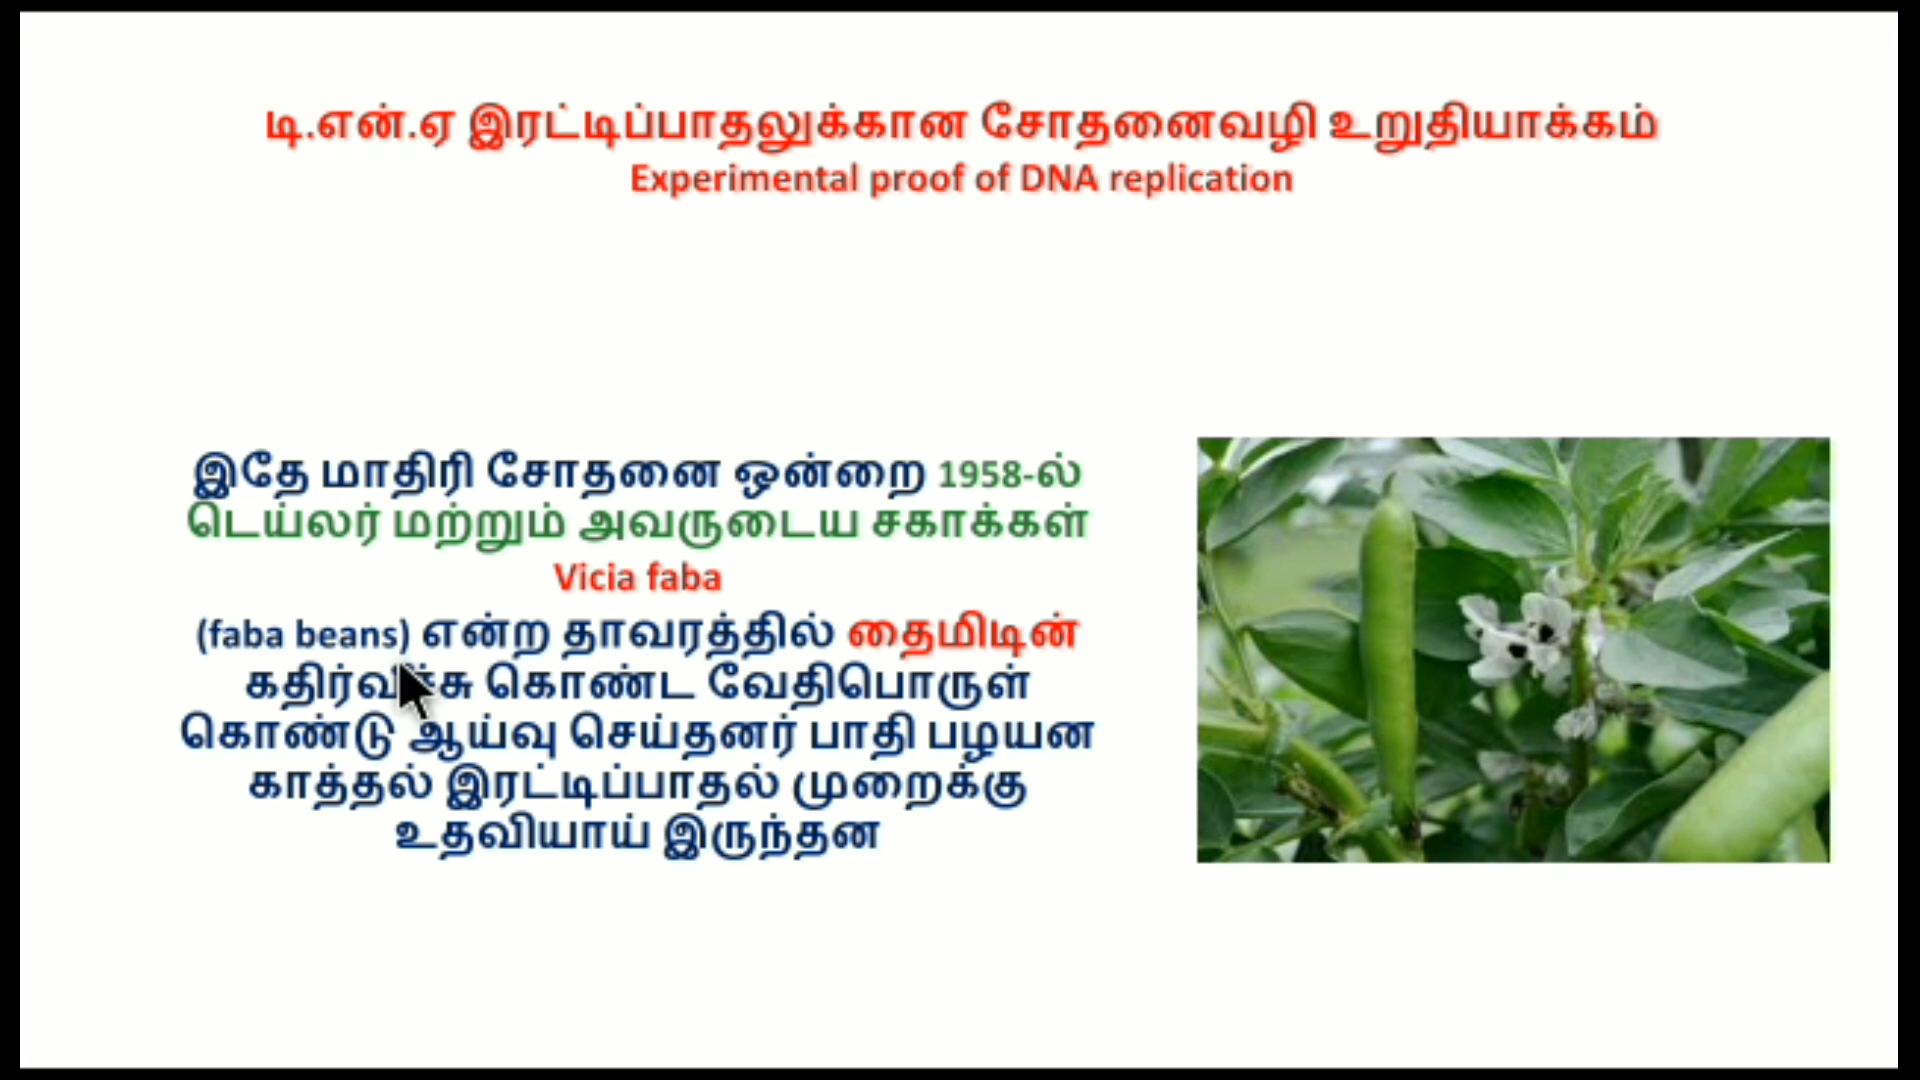 டி.என்.ஏ இரட்டிப்பாதலுக்கான சோதனைவழி உறுதியாக்கம்
Experimental proof of DNA replication
இதே மாதிரி சோதனை ஒன்றை 1958-ல்
டெய்லர் மற்றும் அவருடைய சகாக்கள்
Vicia faba
(faba beans) என்ற தாவரத்தில் தைமிடின்
கொண்ட வேதிபொருள்
கொண்டு ஆய்வு செய்தனர் பாதி பழயன
காத்தல் இரட்டிப்பாதல் முறைக்கு
உதவியாய் இருந்தன